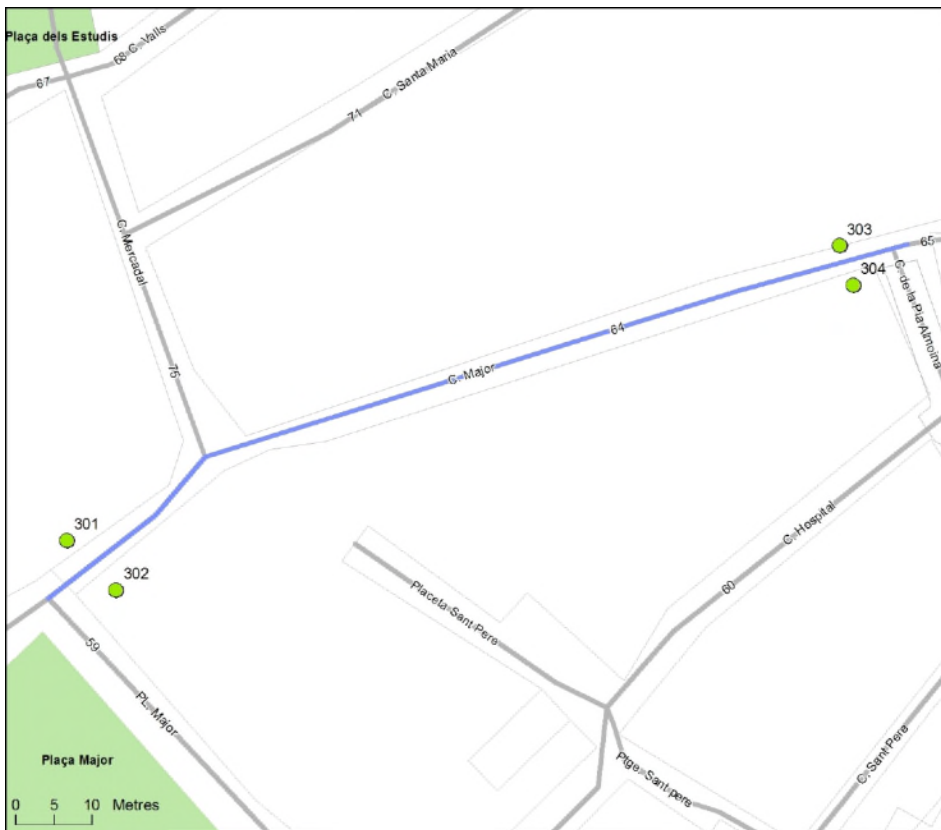 Plaça dels Estudis
68 C. Valls
67
C. Santa Maria
71
C. Mercadal
303
65
304
C. de la Pia Almoina
64
C. Major
75
301
C. Hospital
302
60
Placeta Sant Pere
59
PL. Major
C. Sant Pere
Plaça Major
Ptge. Sant pere
0 5 10 Metres